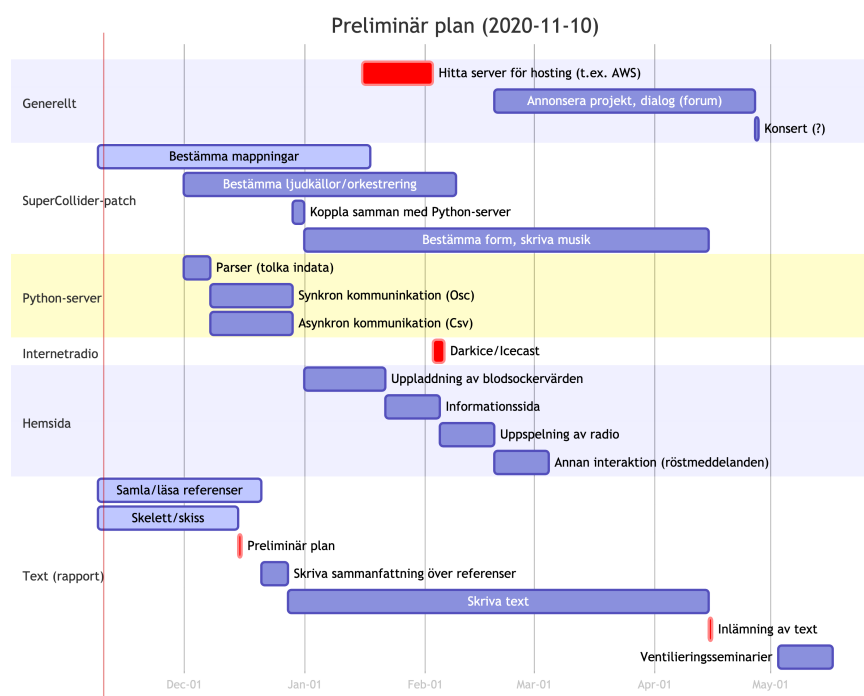 Preliminär plan (2020-11-10)
Generellt
Hitta server för hosting (t.ex. AWS)
Annonsera projekt, dialog (forum)
Konsert (?)
SuperCollider-patch
Bestämma mappningar
Bestämma ljudkällor/orkestrering
Koppla samman med Python-server
Bestämma form, skriva musik
Python-server
Parser (tolka indata)
Synkron kommuninkation (Osc)
Asynkron kommunikation (Csv)
Internetradio
Darkice/Icecast
Hemsida
Uppladdning av blodsockervärden
Informationssida
Uppspelning av radio
Annan interaktion (röstmeddelanden)
Text (rapport)
Samla/läsa referenser
Skelett/skiss
Preliminär plan
Skriva sammanfattning över referenser
Skriva text
Inlämning av text
Ventilieringsseminarier
Dec-01 Jan-01 Feb-01 Mar-01 Apr-01 May-01